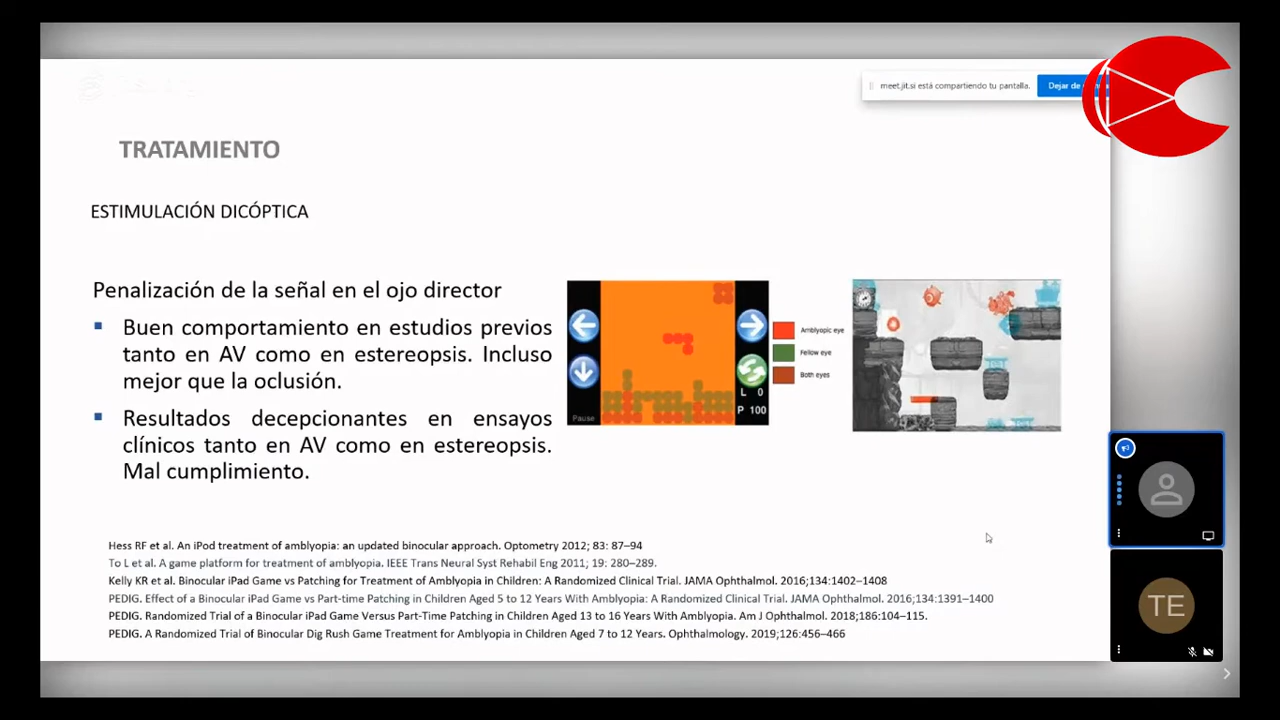 meet.jit.si está compartiendo tu pantalla.
Dejar de
TRATAMIENTO
ESTIMULACIÓN DICÓPTICA
Penalización de la señal en el ojo director
Buen comportamiento en estudios previos
tanto en AV como en estereopsis. Incluso
mejor que la oclusión.
Resultados decepcionantes en ensayos
clínicos tanto en AV como en estereopsis.
Mal cumplimiento.
Pause
L 0
P 100
Amblyopic eye
Fellow eye
Both eyes
Hess RF et al. An iPod treatment of amblyopia: an updated binocular approach. Optometry 2012; 83: 87–94
To L et al. A game platform for treatment of amblyopia. IEEE Trans Neural Syst Rehabil Eng 2011; 19: 280–289.
Kelly KR et al. Binocular iPad Game vs Patching for Treatment of Amblyopia in Children: A Randomized Clinical Trial. JAMA Ophthalmol. 2016;134:1402–1408
PEDIG. Effect of a Binocular iPad Game vs Part-time Patching in Children Aged 5 to 12 Years With Amblyopia: A Randomized Clinical Trial. JAMA Ophthalmol. 2016;134:1391–1400
PEDIG. Randomized Trial of a Binocular iPad Game Versus Part-Time Patching in Children Aged 13 to 16 Years With Amblyopia. Am J Ophthalmol. 2018;186:104–115.
PEDIG. A Randomized Trial of Binocular Dig Rush Game Treatment for Amblyopia in Children Aged 7 to 12 Years. Ophthalmology. 2019;126:456–466
TE